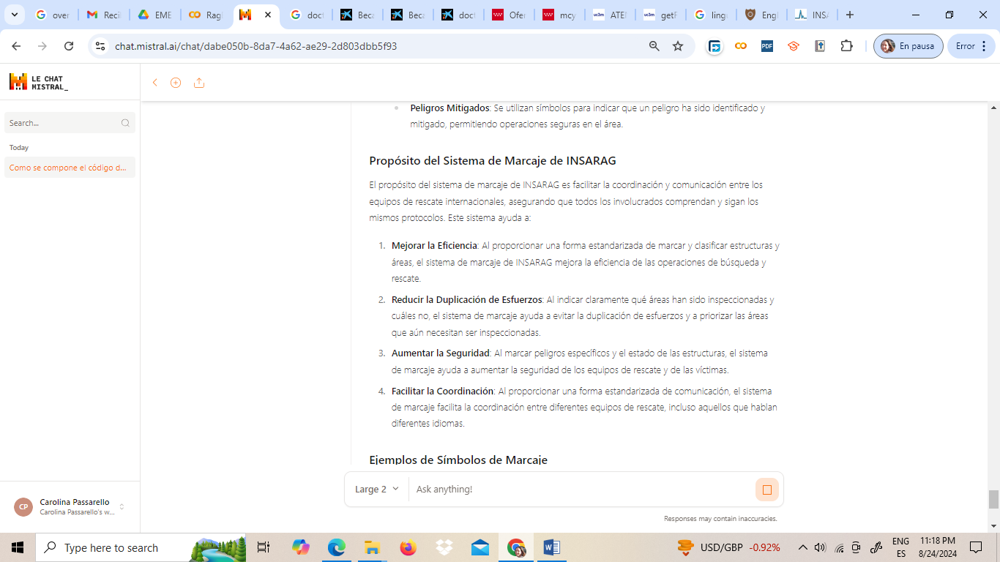 over
Recil
EME
Ragl
doct
Beca
Beca
doct
Ofer
mcy
ATEI
getF
ling
Engl
INSA
chat.mistral.ai/chat/dabe050b-8da7-4a62-ae29-2d803dbb5f93
PDF
En pausa
Error
LE CHAT
MISTRAL_
Search...
Today
Como se compone el código d...
Peligros Mitigados: Se utilizan símbolos para indicar que un peligro ha sido identificado y
mitigado, permitiendo operaciones seguras en el área.
Propósito del Sistema de Marcaje de INSARAG
El propósito del sistema de marcaje de INSARAG es facilitar la coordinación y comunicación entre los
equipos de rescate internacionales, asegurando que todos los involucrados comprendan y sigan los
mismos protocolos. Este sistema ayuda a:
1. Mejorar la Eficiencia: Al proporcionar una forma estandarizada de marcar y clasificar estructuras y
áreas, el sistema de marcaje de INSARAG mejora la eficiencia de las operaciones de búsqueda y
rescate.
2. Reducir la Duplicación de Esfuerzos: Al indicar claramente qué áreas han sido inspeccionadas y
cuáles no, el sistema de marcaje ayuda a evitar la duplicación de esfuerzos y a priorizar las áreas
que aún necesitan ser inspeccionadas.
3. Aumentar la Seguridad: Al marcar peligros específicos y el estado de las estructuras, el sistema
de marcaje ayuda a aumentar la seguridad de los equipos de rescate y de las víctimas.
4. Facilitar la Coordinación: Al proporcionar una forma estandarizada de comunicación, el sistema
de marcaje facilita la coordinación entre diferentes equipos de rescate, incluso aquellos que hablan
diferentes idiomas.
Ejemplos de Símbolos de Marcaje
Large 2
Ask anything!
Responses may contain inaccuracies.
CP
Carolina Passarello
Carolina Passarello's w...
Type here to search
USD/GBP -0.92%
ENG
ES
11:18 PM
8/24/2024